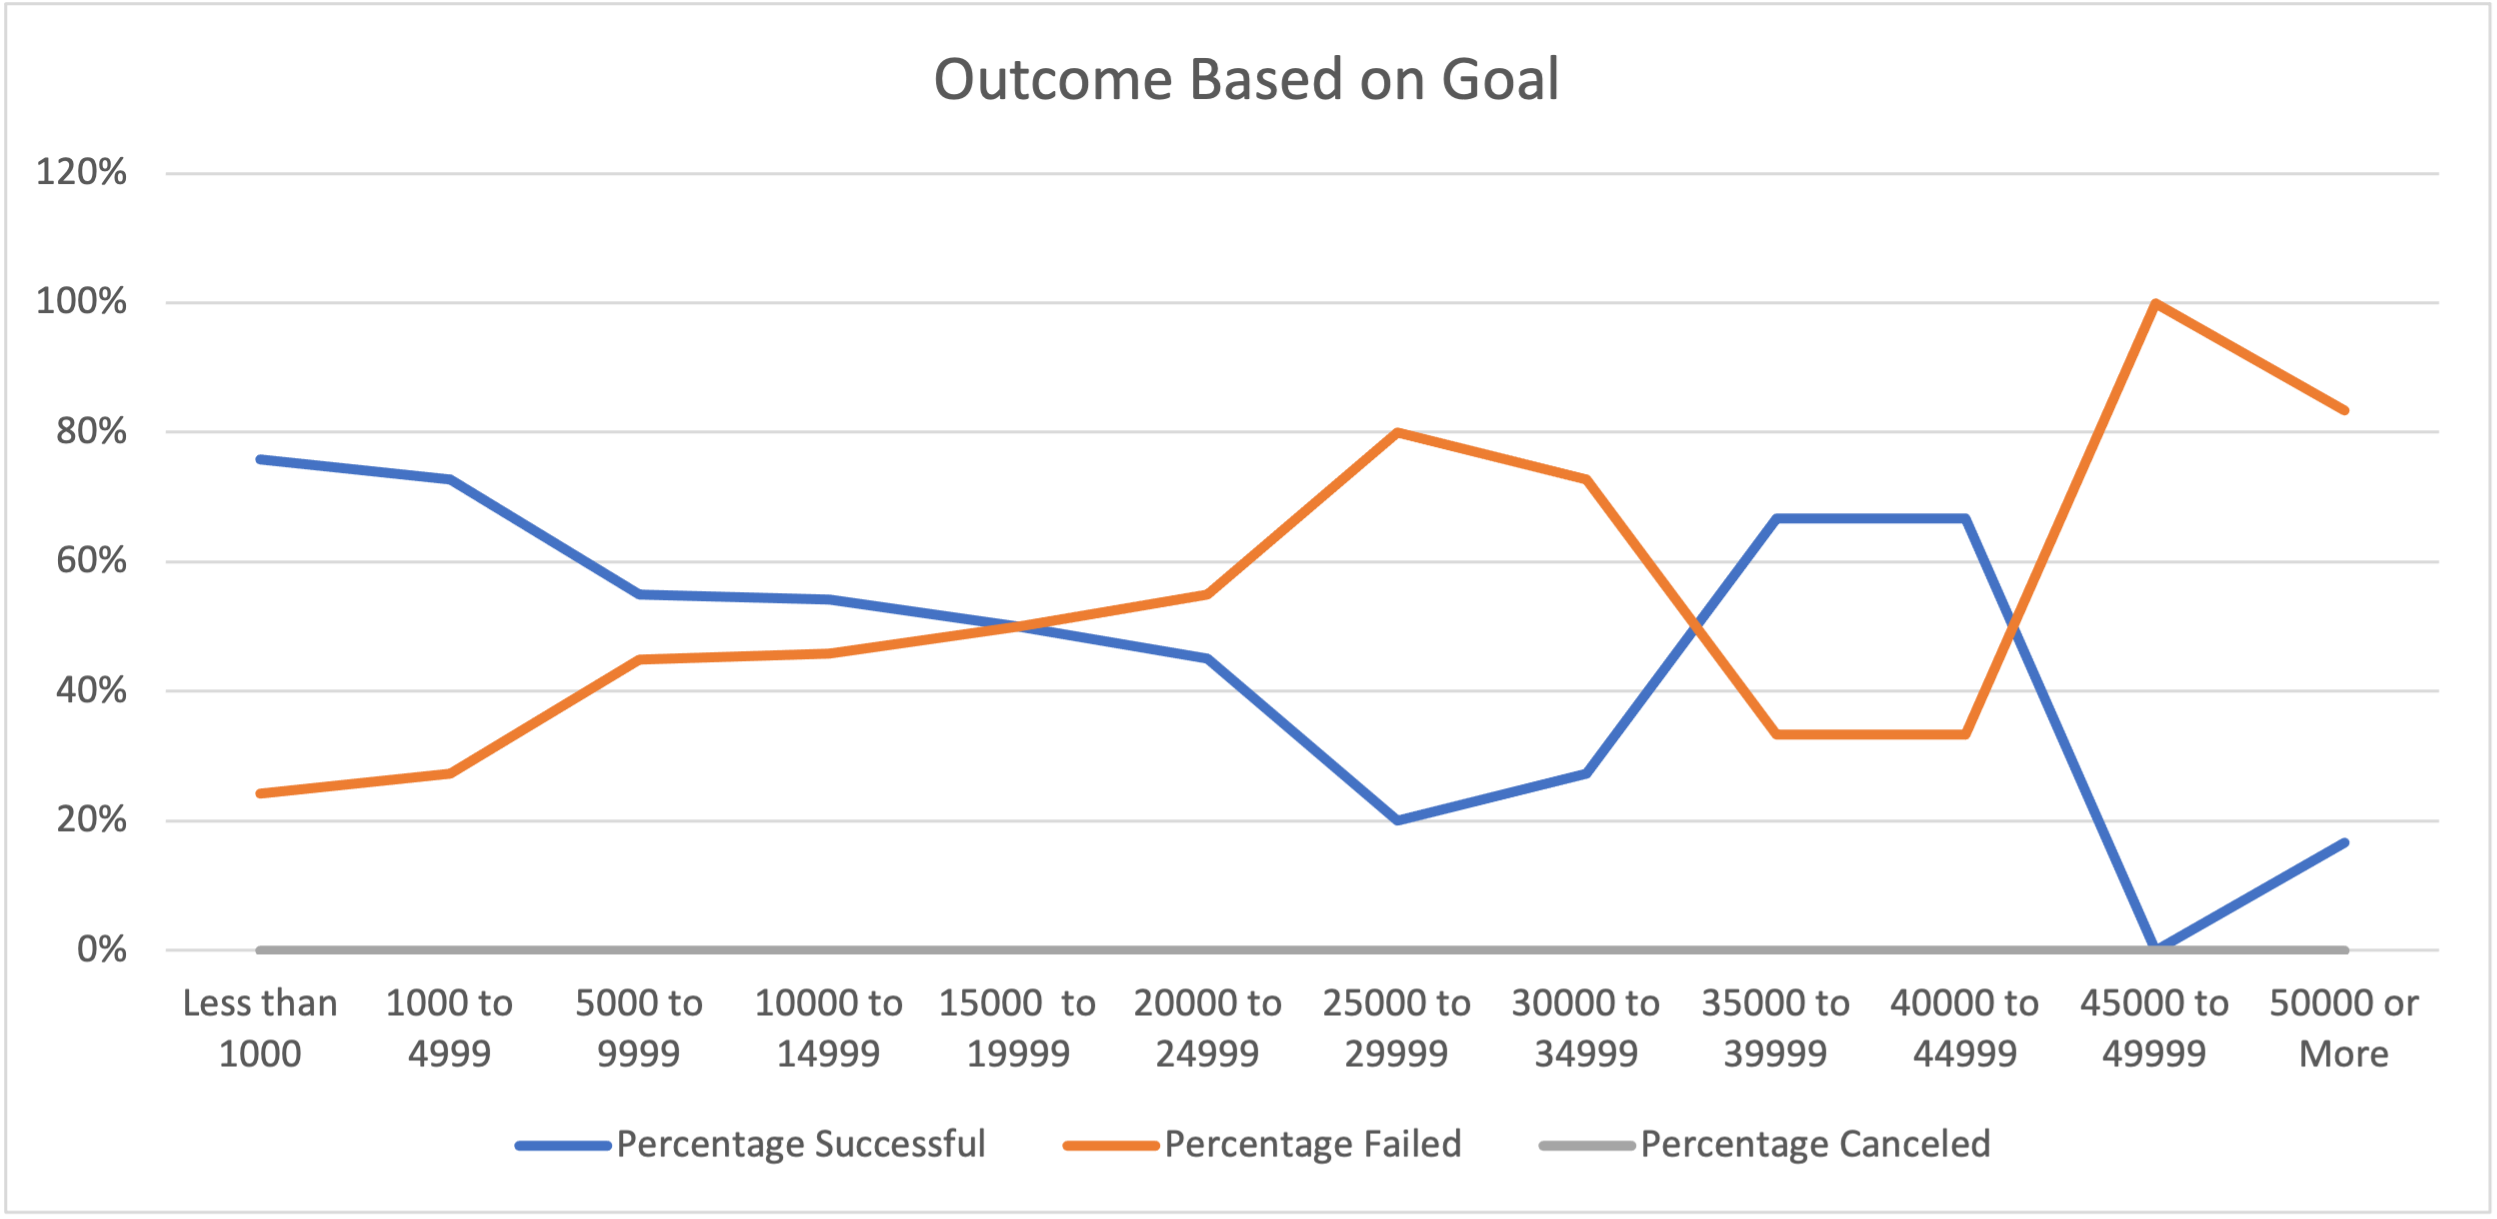 Outcome Based on Goal
120%
100%
80%
60%
40%
20%
0%
Lessthan 1000 to 5000 to 10000 to 15000 to 20000 to 25000 to 30000 to 35000 to 40000 to 45000 to 50000 or
1000 4999 9999 14999 19999 24999 29999 34999 39999 44999 49999 More
Percentage Successful Percentage Failed Percentage Canceled